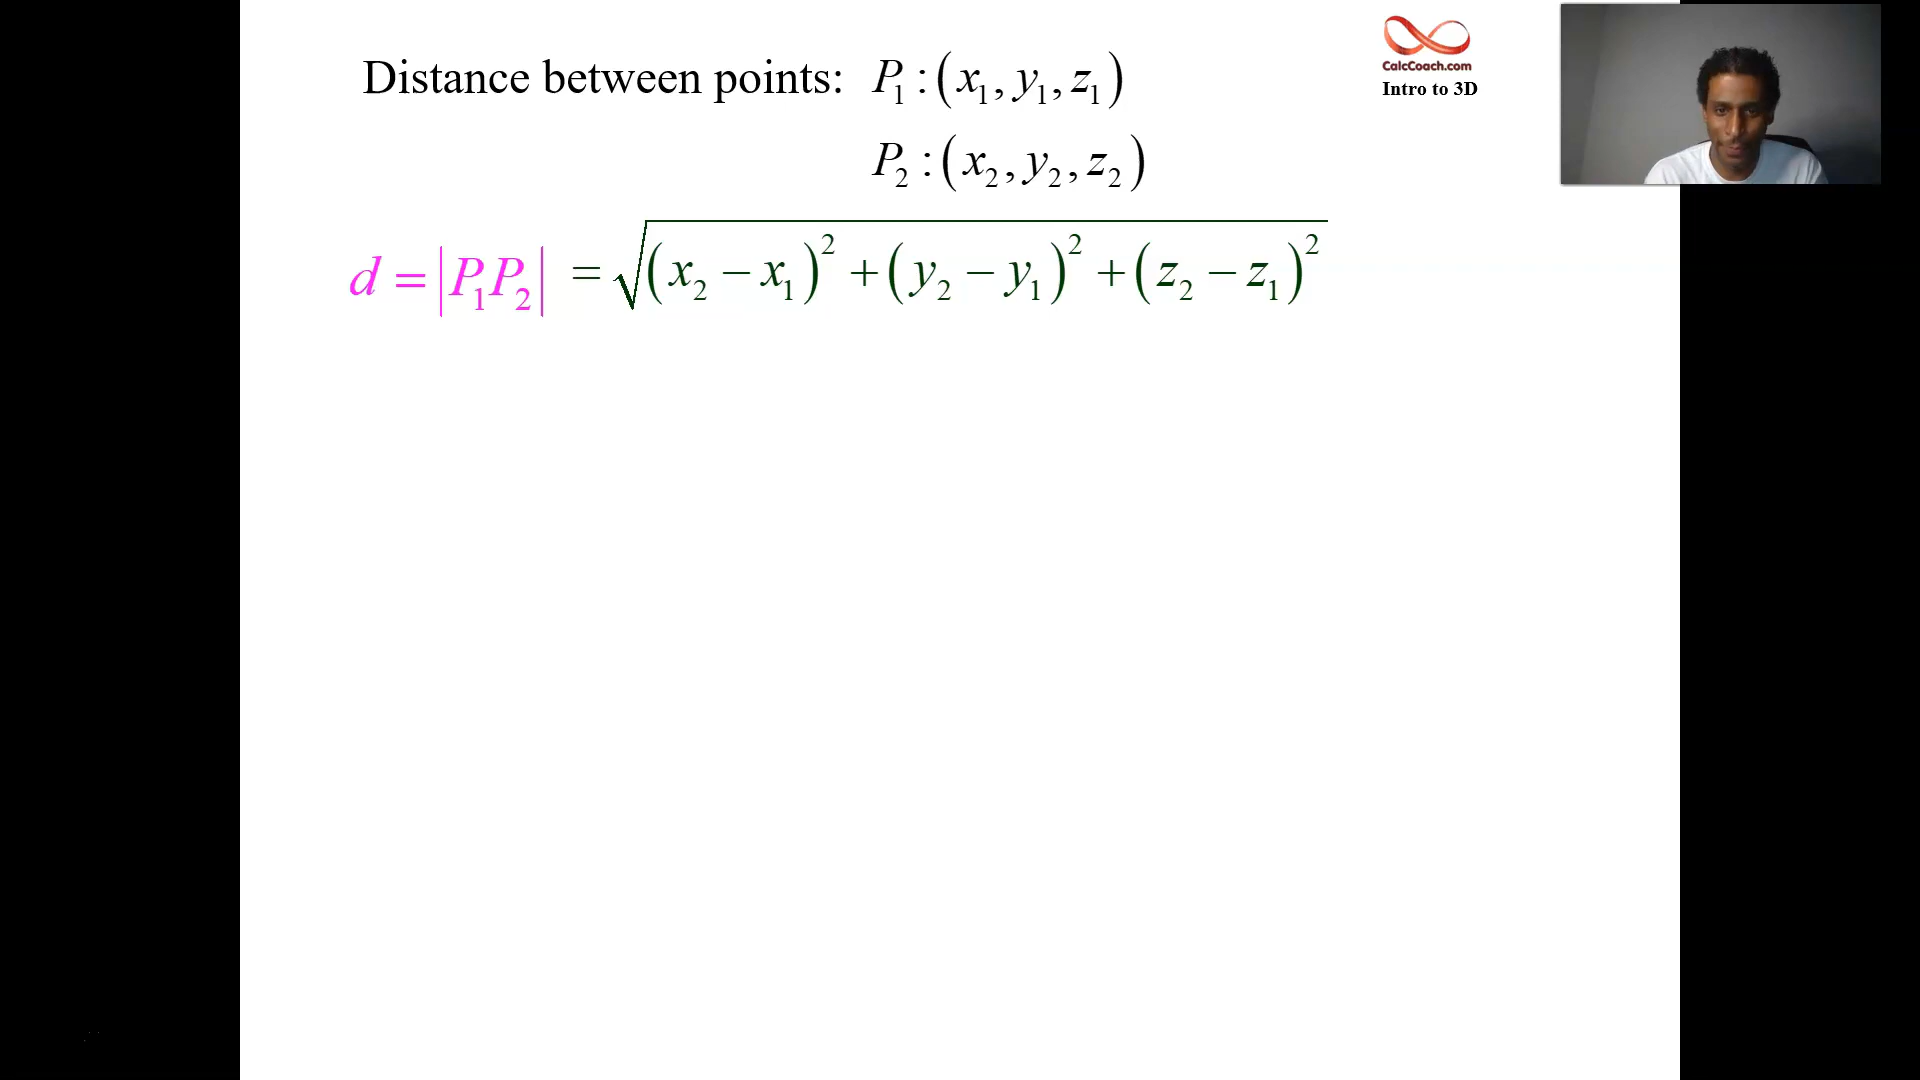 Distance between points: P₁:(x₁, y₁, z₁)
P₂:(x₂, y₂, z₂)
d = |P₁P₂| = √((x₂ − x₁)² + (y₂ − y₁)² + (z₂ − z₁)²)
CalcCoach.com
Intro to 3D